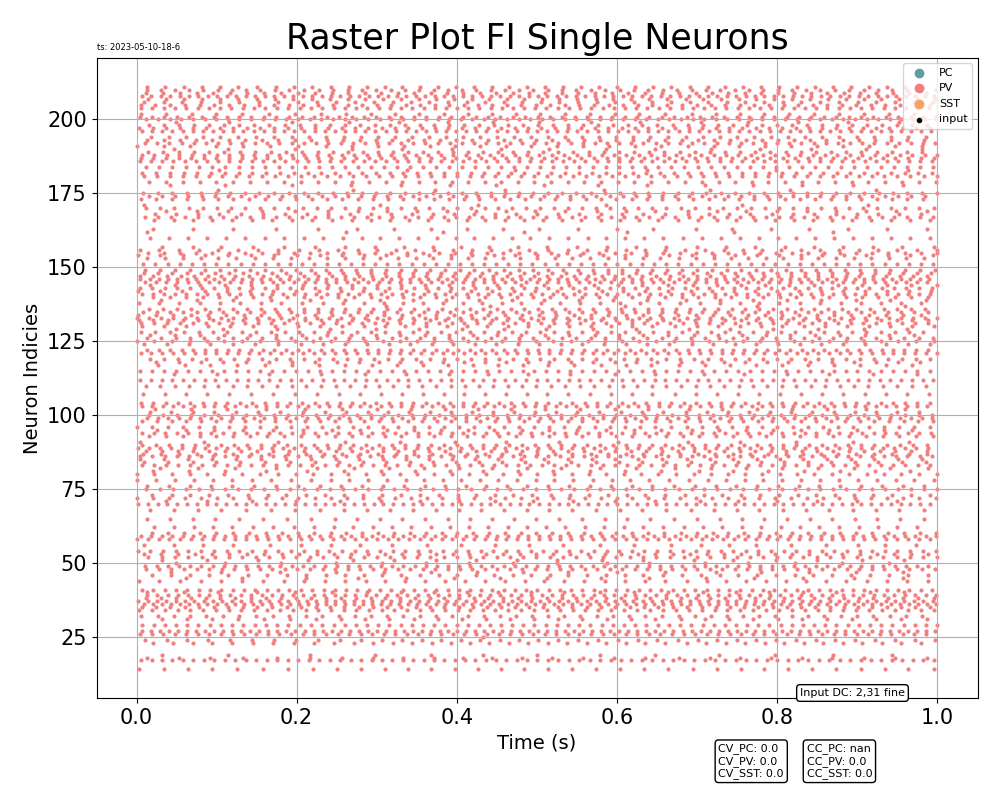 Raster Plot FI Single Neurons
ts: 2023-05-10-18-6
PC
PV
SST
input
200
175
150
125
100
75
50
25
Neuron Indicies
0.0 0.2 0.4 0.6 0.8 1.0
Time (s)
Input DC: 2,31 fine
CV_PC: 0.0
CV_PV: 0.0
CV_SST: 0.0
CC_PC: nan
CC_PV: 0.0
CC_SST: 0.0